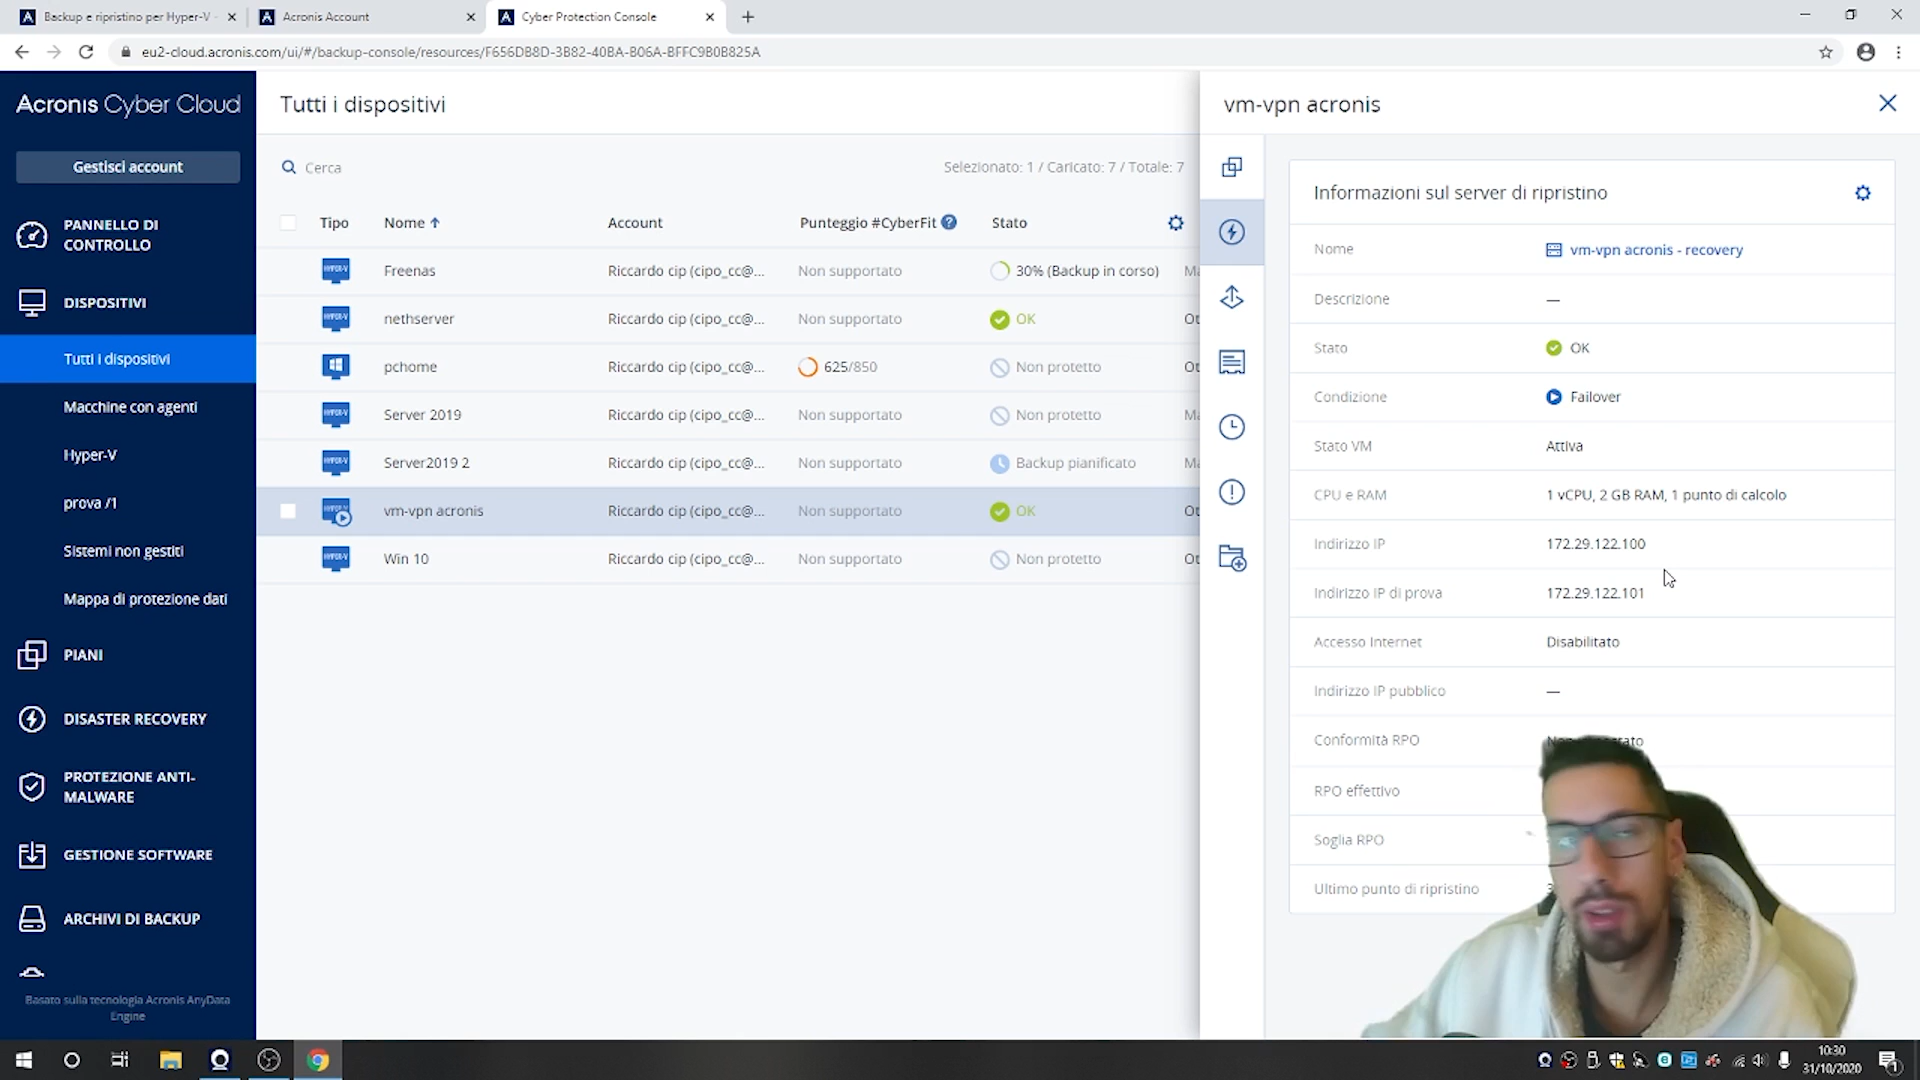 Backup e ripristino per Hyper-V
Acronis Account
Cyber Protection Console
eu2-cloud.acronis.com/ui/#/backup-console/resources/F656DB8D-3B82-40BA-B06A-BFFC9B0B825A
Acronis Cyber Cloud
Gestisci account
PANNELLO DI
CONTROLLO
DISPOSITIVI
Tutti i dispositivi
Macchine con agenti
Hyper-V
prova /1
Sistemi non gestiti
Mappa di protezione dati
PIANI
DISASTER RECOVERY
PROTEZIONE ANTI-
MALWARE
GESTIONE SOFTWARE
ARCHIVI DI BACKUP
Basato sulla tecnologia Acronis AnyData
Engine
Tutti i dispositivi
Cerca
Selezionato: 1 / Caricato: 7 / Totale: 7
Tipo Nome Account Punteggio #CyberFit Stato
Freenas Riccardo cip (cipo_cc@... Non supportato 30% (Backup in corso) Ma
nethserver Riccardo cip (cipo_cc@... Non supportato OK Ot
pchome Riccardo cip (cipo_cc@... 625/850 Non protetto Ot
Server 2019 Riccardo cip (cipo_cc@... Non supportato Non protetto Ma
Server2019 2 Riccardo cip (cipo_cc@... Non supportato Backup pianificato Ma
vm-vpn acronis Riccardo cip (cipo_cc@... Non supportato OK Ot
Win 10 Riccardo cip (cipo_cc@... Non supportato Non protetto Ot
vm-vpn acronis
Informazioni sul server di ripristino
Nome vm-vpn acronis - recovery
Descrizione —
Stato OK
Condizione Failover
Stato VM Attiva
CPU e RAM 1 vCPU, 2 GB RAM, 1 punto di calcolo
Indirizzo IP 172.29.122.100
Indirizzo IP di prova 172.29.122.101
Accesso Internet Disabilitato
Indirizzo IP pubblico —
Conformità RPO
RPO effettivo
Soglia RPO
Ultimo punto di ripristino
10:30
31/10/2020